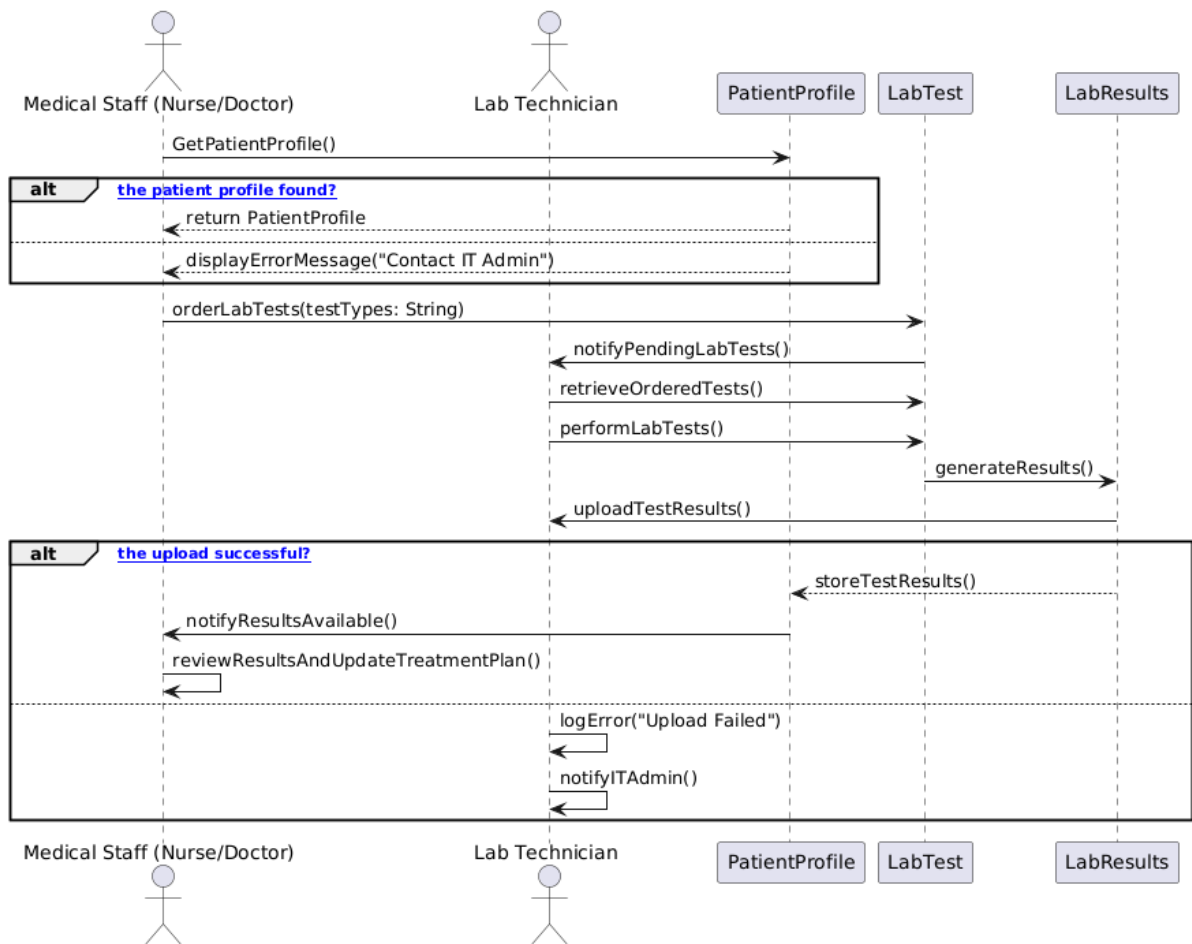 Medical Staff (Nurse/Doctor)
Lab Technician
PatientProfile
LabTest
LabResults
GetPatientProfile()
alt
the patient profile found?
return PatientProfile
displayErrorMessage("Contact IT Admin")
orderLabTests(testTypes: String)
notifyPendingLabTests()
retrieveOrderedTests()
performLabTests()
generateResults()
uploadTestResults()
alt
the upload successful?
storeTestResults()
notifyResultsAvailable()
reviewResultsAndUpdateTreatmentPlan()
logError("Upload Failed")
notifyITAdmin()
Medical Staff (Nurse/Doctor)
Lab Technician
PatientProfile
LabTest
LabResults